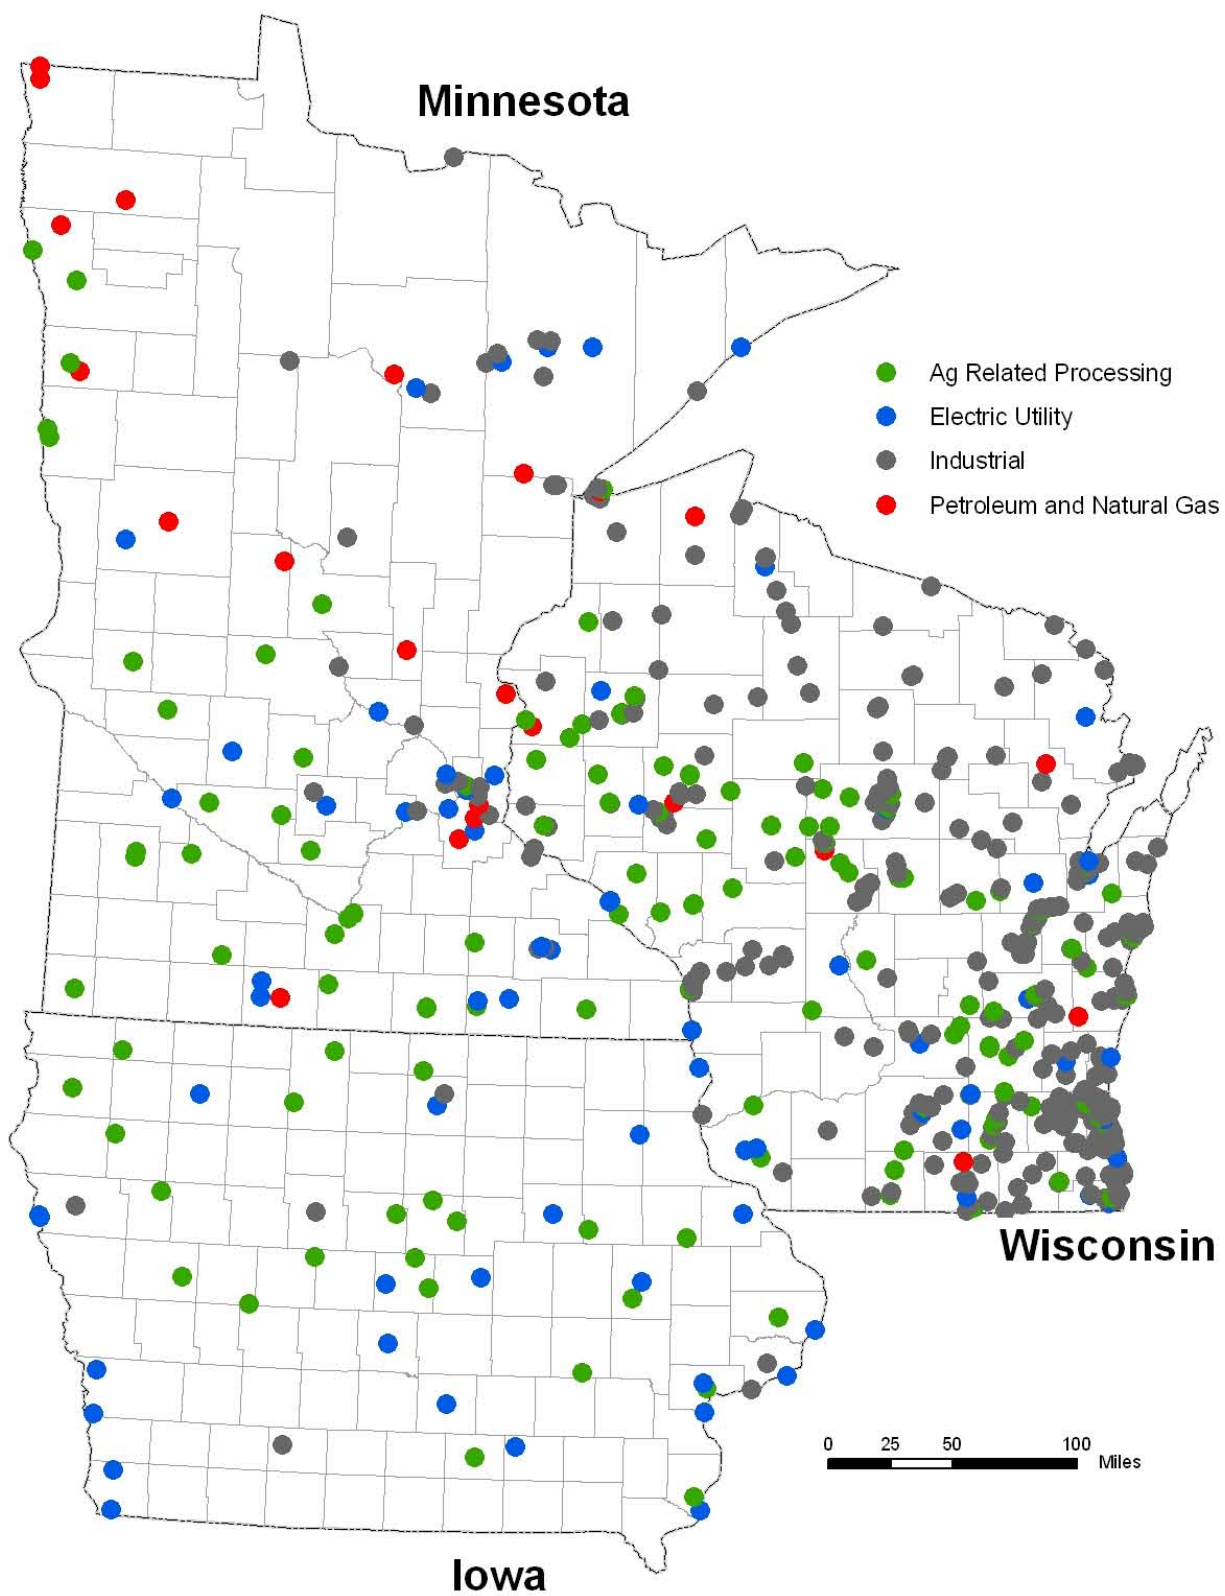 Minnesota
Ag Related Processing
Electric Utility
Industrial
Petroleum and Natural Gas
Wisconsin
0 25 50 100
Miles
Iowa